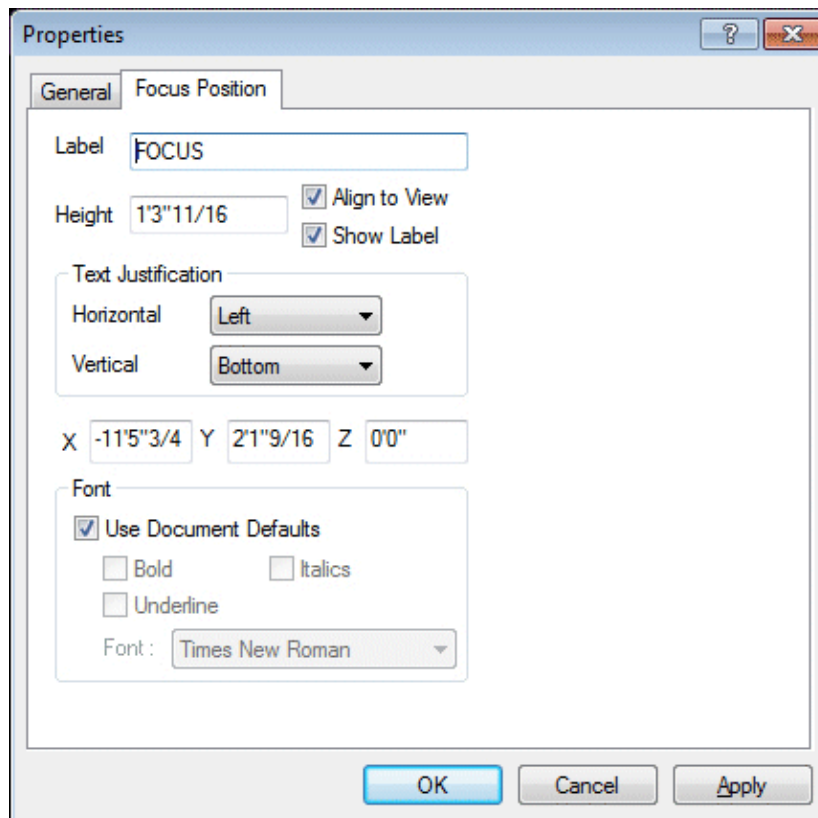 Properties
General Focus Position
Label FOCUS
Height 1'3"11/16 Align to View
Show Label
Text Justification
Horizontal Left
Vertical Bottom
X -11'5"3/4 Y 2'1"9/16 Z 0'0"
Font
Use Document Defaults
Bold Italics
Underline
Font : Times New Roman
OK Cancel Apply